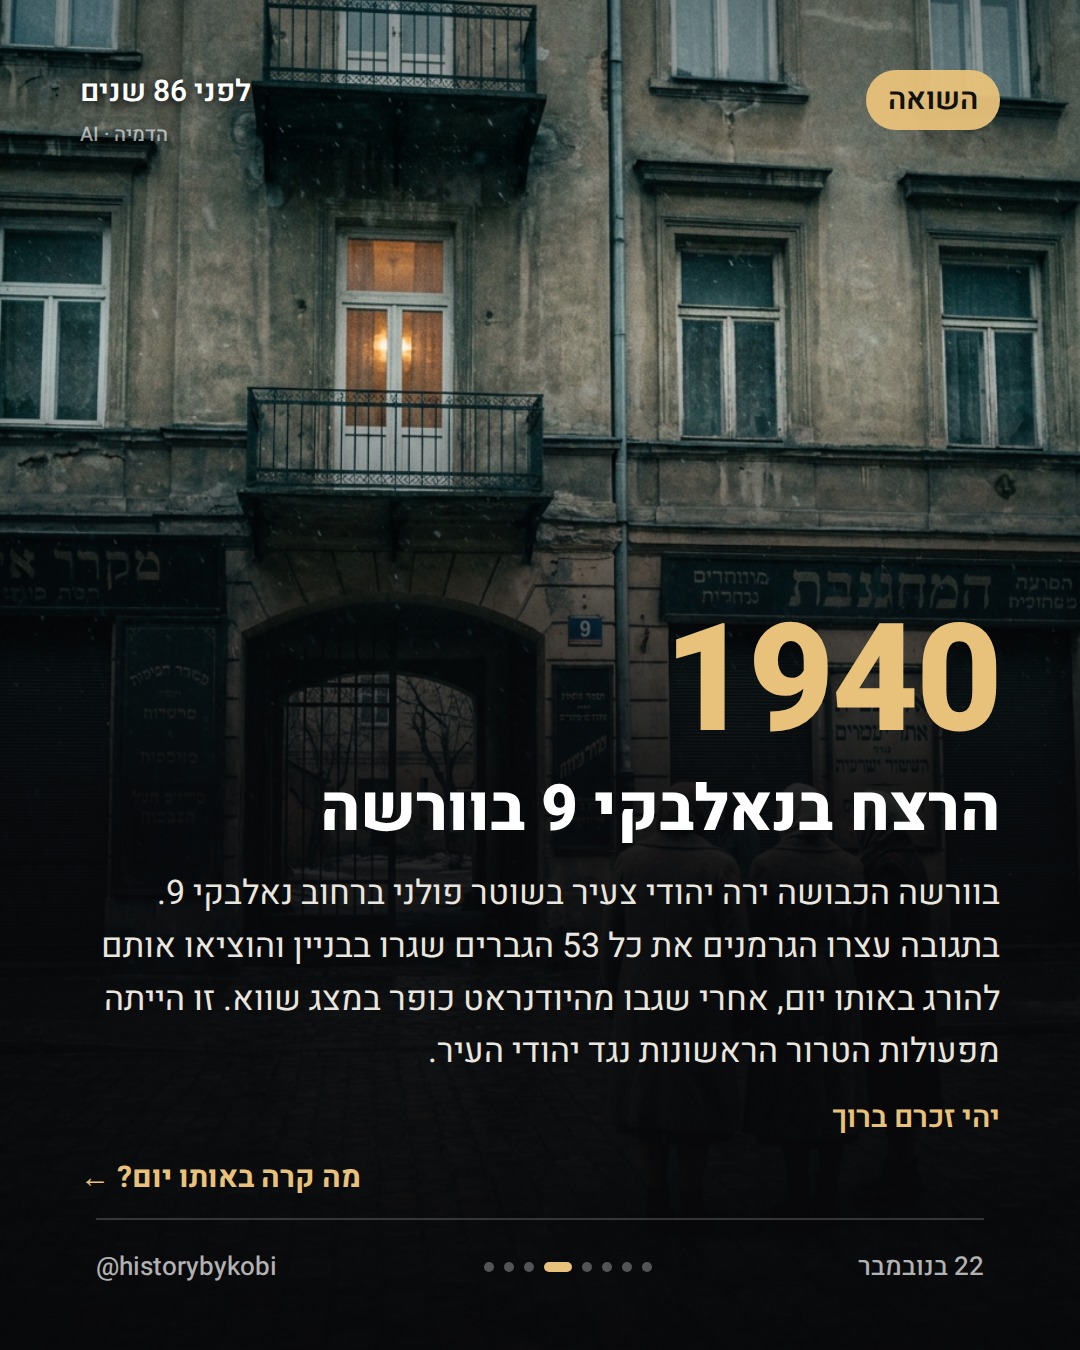 השואה
לפני 86 שנים
הדמיה · AI
9
1940
הרצח בנאלבקי 9 בוורשה
בוורשה הכבושה ירה יהודי צעיר בשוטר פולני ברחוב נאלבקי 9.
בתגובה עצרו הגרמנים את כל 53 הגברים שגרו בבניין והוציאו אותם
להורג באותו יום, אחרי שגבו מהיודנראט כופר במצג שווא. זו הייתה
מפעולות הטרור הראשונות נגד יהודי העיר.
יהי זכרם ברוך
מה קרה באותו יום? ←
22 בנובמבר
@historybykobi